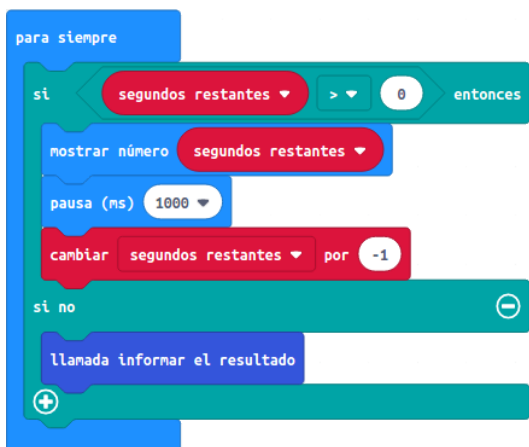 para siempre
si segundos restantes > 0 entonces
mostrar número segundos restantes
pausa (ms) 1000
cambiar segundos restantes por -1
si no
llamada informar el resultado